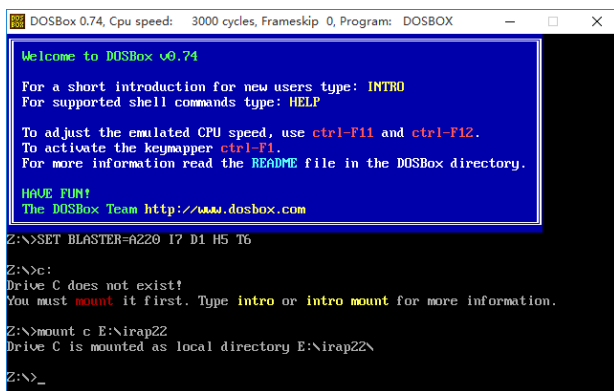 DOSBox 0.74, Cpu speed: 3000 cycles, Frameskip 0, Program: DOSBOX
Welcome to DOSBox v0.74
For a short introduction for new users type: INTRO
For supported shell commands type: HELP
To adjust the emulated CPU speed, use ctrl-F11 and ctrl-F12.
To activate the keymapper ctrl-F1.
For more information read the README file in the DOSBox directory.
HAVE FUN!
The DOSBox Team http://www.dosbox.com
Z:\>SET BLASTER=A220 I7 D1 H5 T6
Z:\>c:
Drive C does not exist!
You must mount it first. Type intro or intro mount for more information.
Z:\>mount c E:\irap22
Drive C is mounted as local directory E:\irap22\
Z:\>_